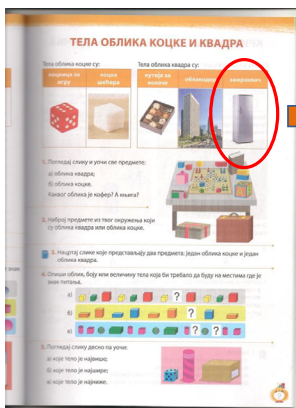 ТЕЛА ОБЛИКА КОЦКЕ И КВАДРА
Тела облика коцке су:
Тела облика квадра су:
коцкица за игру
коцка шећера
кутија за
облакодер
замрзивач
1. Погледај слику и уочи све предмете:
а) облика квадра;
б) облика коцке.
Каквог облика је кофер? А књига?
2. Наброј предмете из твог окружења који
су облика квадра или облика коцке.
3. Нацртај слике које представљају два предмета: један облика коцке и један
облика квадра.
4. Опиши облик, боју или величину тела која би требало да буду на местима где је
знак питања.
а)
?
б)
?
в)
?
?
5. Погледај слику десно па уочи:
а) које тело је највише;
б) које тело је
в) које тело је најниже.